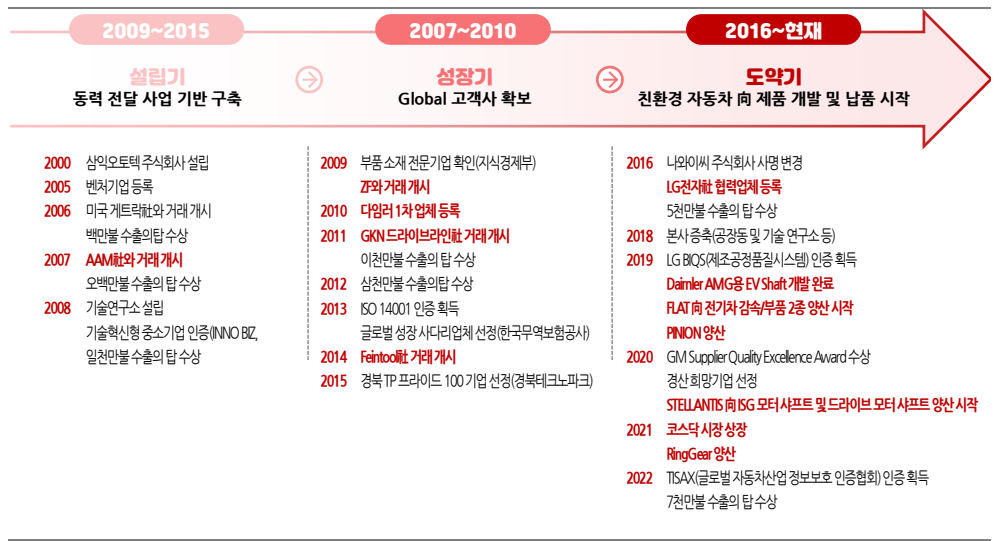 2009~2015
설립기
동력 전달 사업 기반 구축
2007~2010
성장기
Global 고객사 확보
2016~현재
도약기
친환경 자동차 向 제품 개발 및 납품 시작
2000 삼익오토텍 주식회사 설립
2005 벤처기업 등록
2006 미국 게트락社와 거래 개시
백만불 수출의탑 수상
2007 AAM社와 거래 개시
오백만불 수출의 탑 수상
2008 기술연구소 설립
기술혁신형 중소기업 인증(INNO BIZ,
일천만불 수출의 탑 수상
2009 부품 소재 전문기업 확인(지식경제부)
ZF와 거래 개시
2010 다임러 1차 업체 등록
2011 GKN 드라이브라인社 거래 개시
이천만불 수출의 탑 수상
2012 삼천만불 수출의탑 수상
2013 ISO 14001 인증 획득
글로벌 성장 사다리업체 선정(한국무역보험공사)
2014 Feintool社 거래 개시
2015 경북 TP 프라이드 100 기업 선정(경북테크노파크)
2016 나와이씨 주식회사 사명 변경
LG전자社 협력업체 등록
5천만불 수출의 탑 수상
2018 본사 증축(공장동 및 기술 연구소 등)
2019 LG BIQS(제조공정품질시스템) 인증 획득
Daimler AMG용 EV Shaft 개발 완료
FLAT 向 전기차 감속/부품 2종 양산 시작
PINION 양산
2020 GM Supplier Quality Excellence Award 수상
경산 희망기업 선정
STELLANTIS 向 ISG 모터 샤프트 및 드라이브 모터 샤프트 양산 시작
2021 코스닥 시장 상장
RingGear 양산
2022 TISAX(글로벌 자동차산업 정보보호 인증협회) 인증 획득
7천만불 수출의 탑 수상